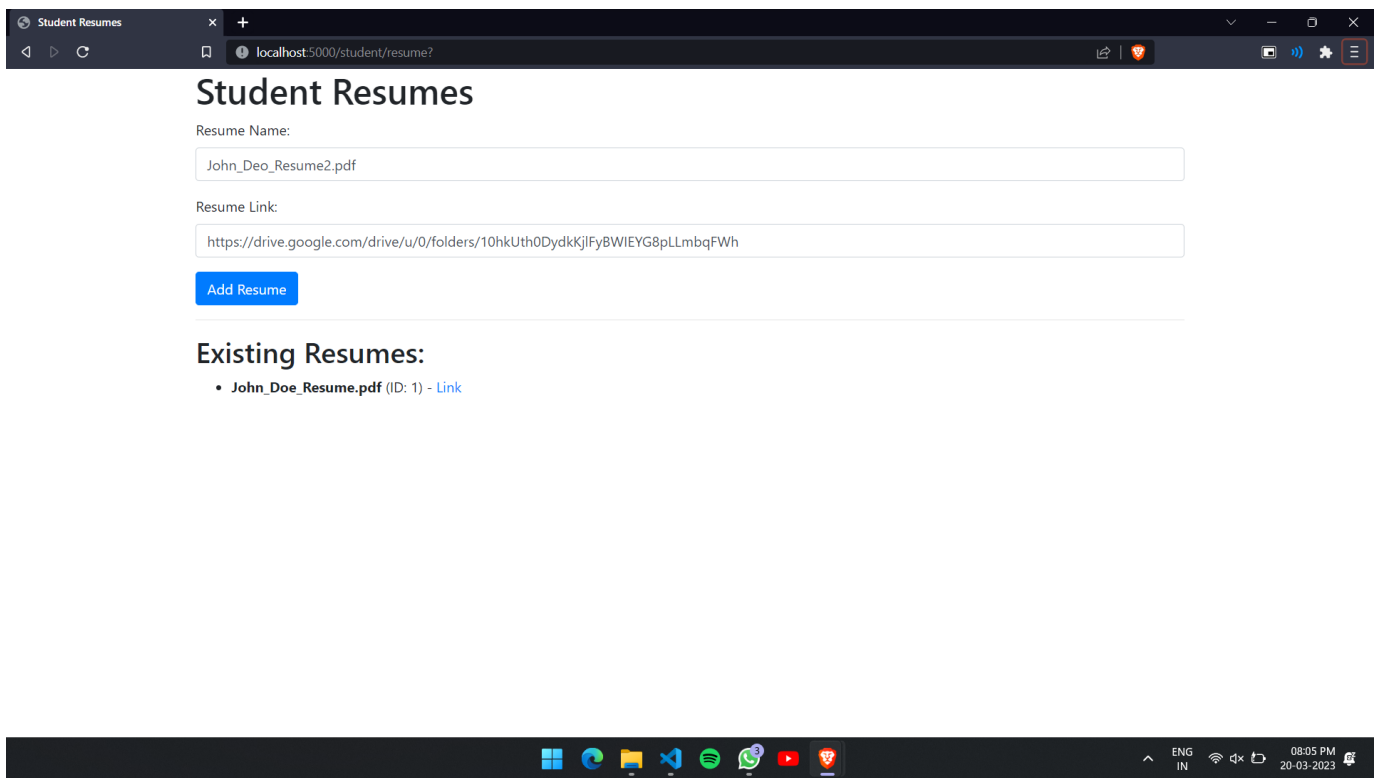 Student Resumes
localhost:5000/student/resume?
Student Resumes
Resume Name:
John_Deo_Resume2.pdf
Resume Link:
https://drive.google.com/drive/u/0/folders/10hkUth0DydkKjlFyBWIEYG8pLLmbqFWh
Add Resume
Existing Resumes:
• John_Doe_Resume.pdf (ID: 1) - Link
3
ENG
IN
08:05 PM
20-03-2023